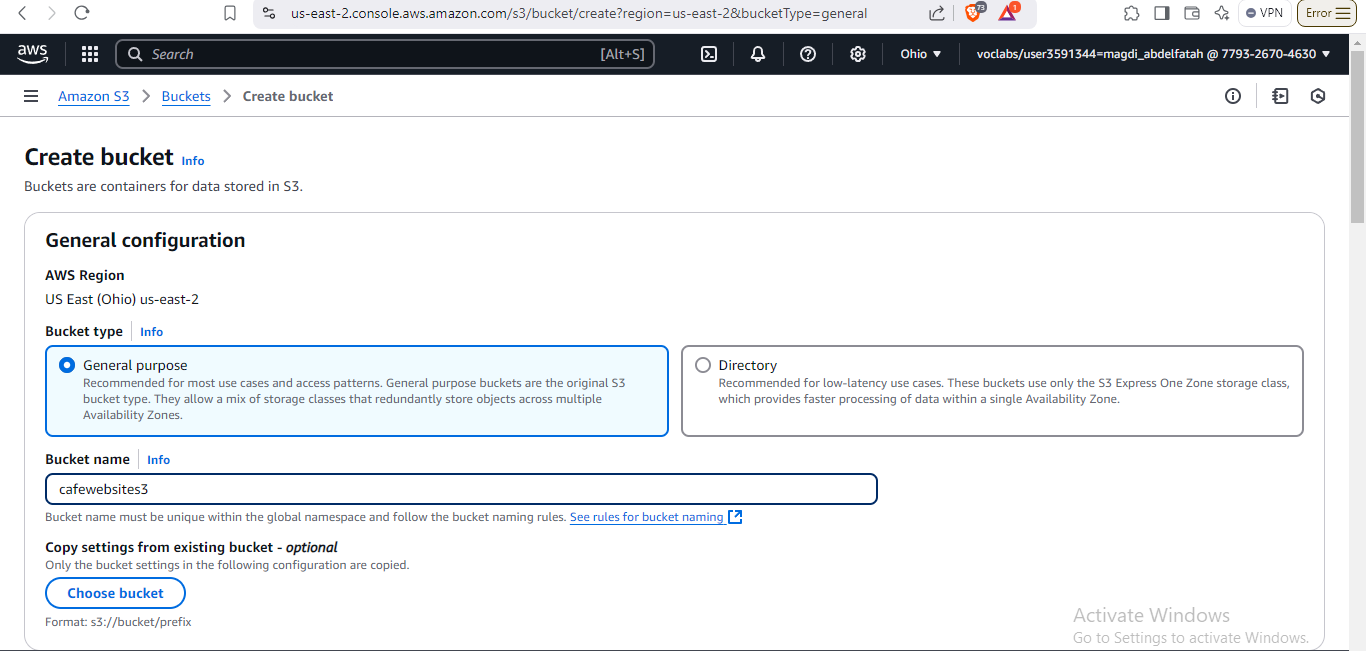 us-east-2.console.aws.amazon.com/s3/bucket/create?region=us-east-2&bucketType=general
73
1
VPN
Error
aws
Search
[Alt+S]
Ohio
voclabs/user3591344=magdi_abdelfatah @ 7793-2670-4630
Amazon S3 > Buckets > Create bucket
Create bucket Info
Buckets are containers for data stored in S3.
General configuration
AWS Region
US East (Ohio) us-east-2
Bucket type Info
General purpose
Recommended for most use cases and access patterns. General purpose buckets are the original S3
bucket type. They allow a mix of storage classes that redundantly store objects across multiple
Availability Zones.
Directory
Recommended for low-latency use cases. These buckets use only the S3 Express One Zone storage class,
which provides faster processing of data within a single Availability Zone.
Bucket name Info
cafewebsites3
Bucket name must be unique within the global namespace and follow the bucket naming rules. See rules for bucket naming
Copy settings from existing bucket - optional
Only the bucket settings in the following configuration are copied.
Choose bucket
Format: s3://bucket/prefix
Activate Windows
Go to Settings to activate Windows.